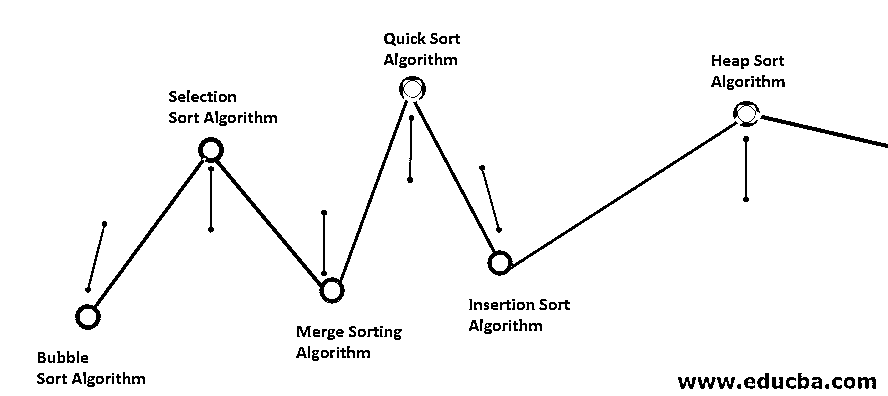 Bubble
Sort Algorithm
Selection
Sort Algorithm
Merge Sorting
Algorithm
Quick Sort
Algorithm
Insertion Sort
Algorithm
Heap Sort
Algorithm
www.educba.com